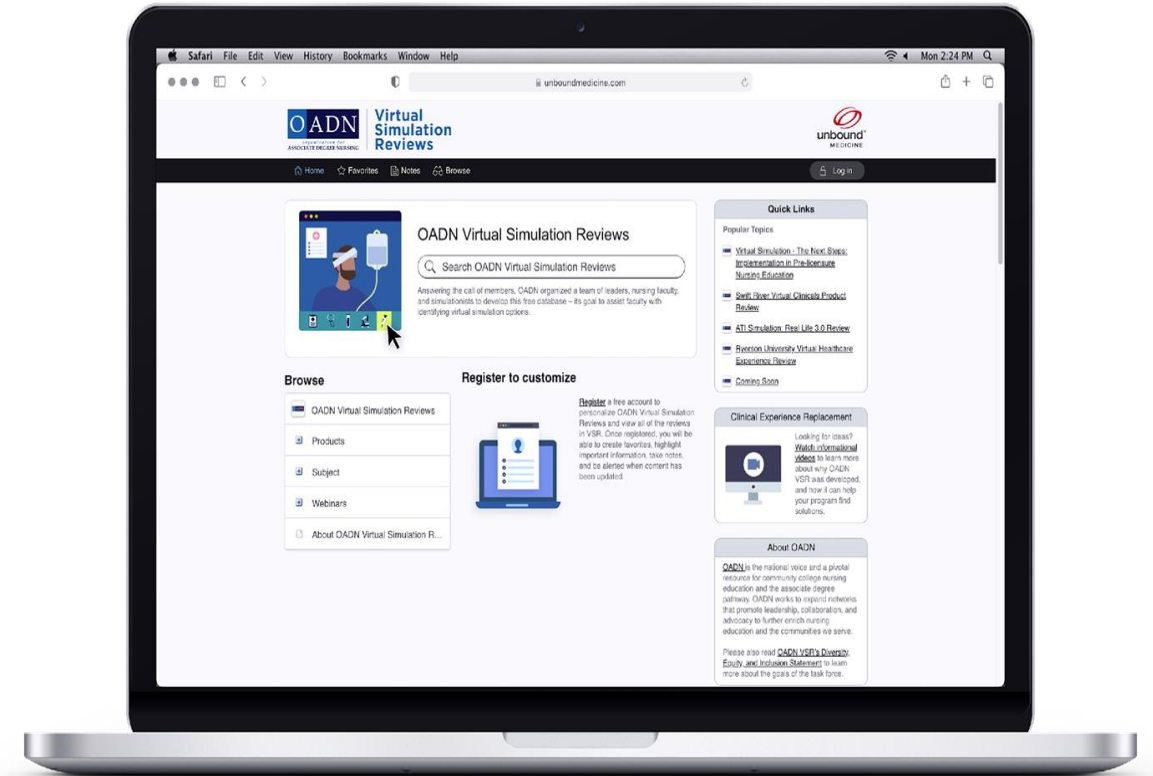 Safari File Edit View History Bookmarks Window Help
Mon 2:24 PM
unboundmedicine.com
OADN
organization for
ASSOCIATE DEGREE NURSING
Virtual
Simulation
Reviews
unbound
MEDICINE
Home Favorites Notes Browse
Log in
OADN Virtual Simulation Reviews
Search OADN Virtual Simulation Reviews
Answering the call of members, OADN organized a team of leaders, nursing faculty,
and simulationists to develop this free database – its goal to assist faculty with
identifying virtual simulation options.
Browse
OADN Virtual Simulation Reviews
Products
Subject
Webinars
About OADN Virtual Simulation R...
Register to customize
Register a free account to
personalize OADN Virtual Simulation
Reviews and view all of the reviews
in VSR. Once registered, you will be
able to create favorites, highlight
important information, take notes,
and be alerted when content has
been updated.
Quick Links
Popular Topics
Virtual Simulation - The Next Steps:
Implementation in Pre-licensure
Nursing Education
Swift River Virtual Clinicals Product
Review
ATI Simulation: Real Life 3.0 Review
Ryerson University Virtual Healthcare
Experience Review
Coming Soon
Clinical Experience Replacement
Looking for ideas?
Watch informational
videos to learn more
about why OADN
VSR was developed,
and how it can help
your program find
solutions.
About OADN
OADN is the national voice and a pivotal
resource for community college nursing
education and the associate degree
pathway. OADN works to expand networks
that promote leadership, collaboration, and
advocacy to further enrich nursing
education and the communities we serve.
Please also read OADN VSR's Diversity,
Equity, and Inclusion Statement to learn
more about the goals of the task force.